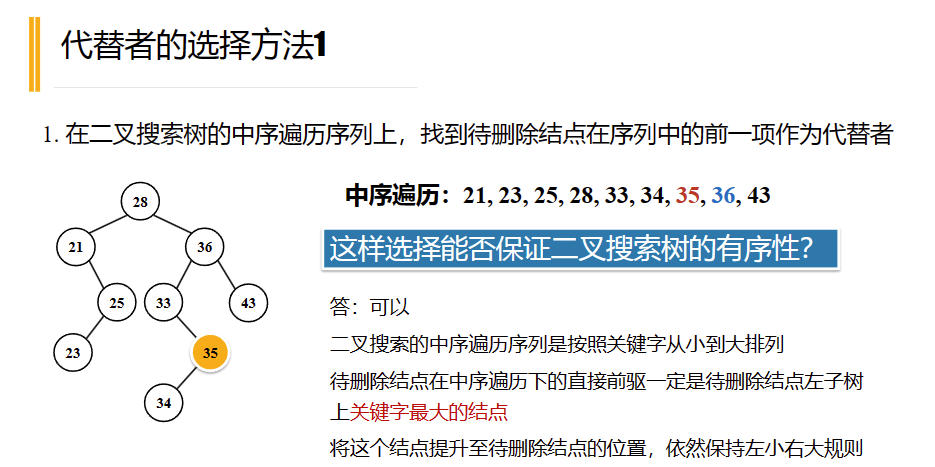 代替者的选择方法1
1. 在二叉搜索树的中序遍历序列上，找到待删除结点在序列中的前一项作为代替者
中序遍历：21, 23, 25, 28, 33, 34, 35, 36, 43
这样选择能否保证二叉搜索树的有序性？
答：可以
二叉搜索的中序遍历序列是按照关键字从小到大排列
待删除结点在中序遍历下的直接前驱一定是待删除结点左子树
上关键字最大的结点
将这个结点提升至待删除结点的位置，依然保持左小右大规则
28
21 36
25 33 43
23 35
34